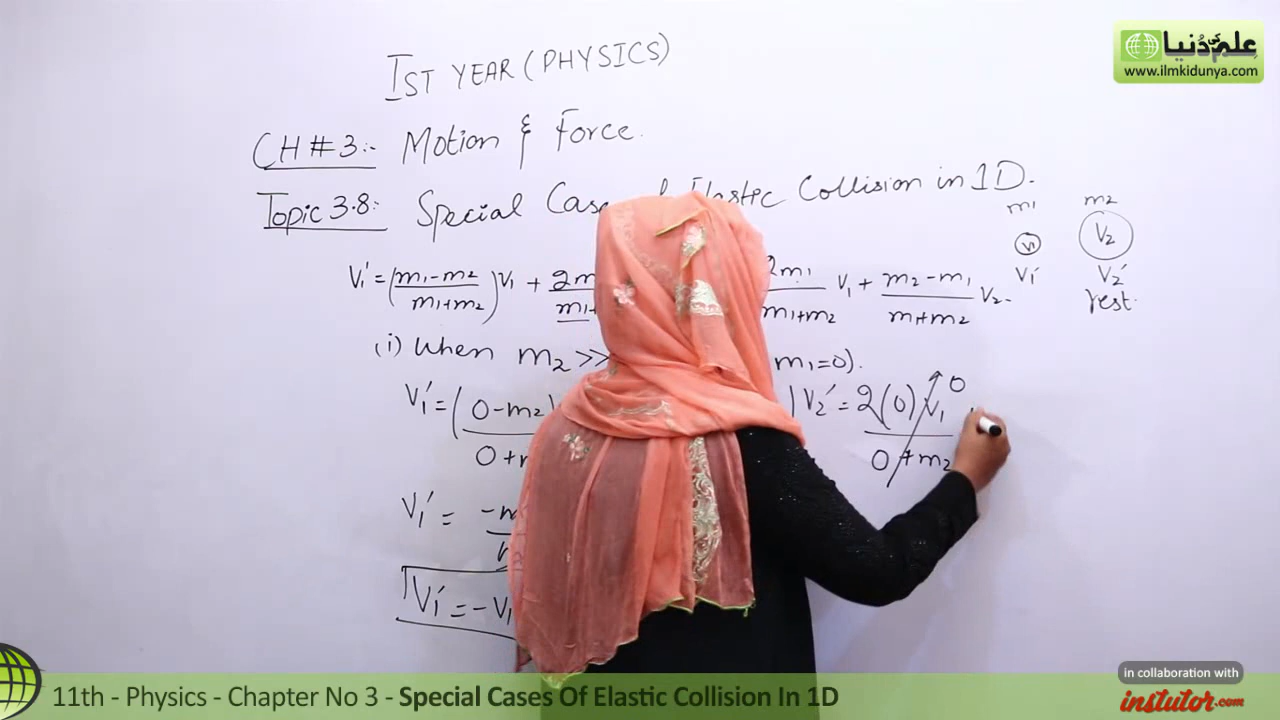 علم کی دُنیا
www.ilmkidunya.com
IST YEAR (PHYSICS)
CH # 3:- Motion & Force.
Topic 3.8:- Special Elastic Collision in 1D.
m1 m2
V1 V2
V1' V2'
rest.
V1' = (m1-m2/m1+m2) V1 + 2m1/m1+m2 V1 + m2-m1/m1+m2 V2
(i) When m2 >> m1=0).
V1' = (0-m2) V2' = 2(0) V1 / 0+m2 0
V1' =
V1' = -V1
11th - Physics - Chapter No 3 - Special Cases Of Elastic Collision In 1D
in collaboration with
instutor.com